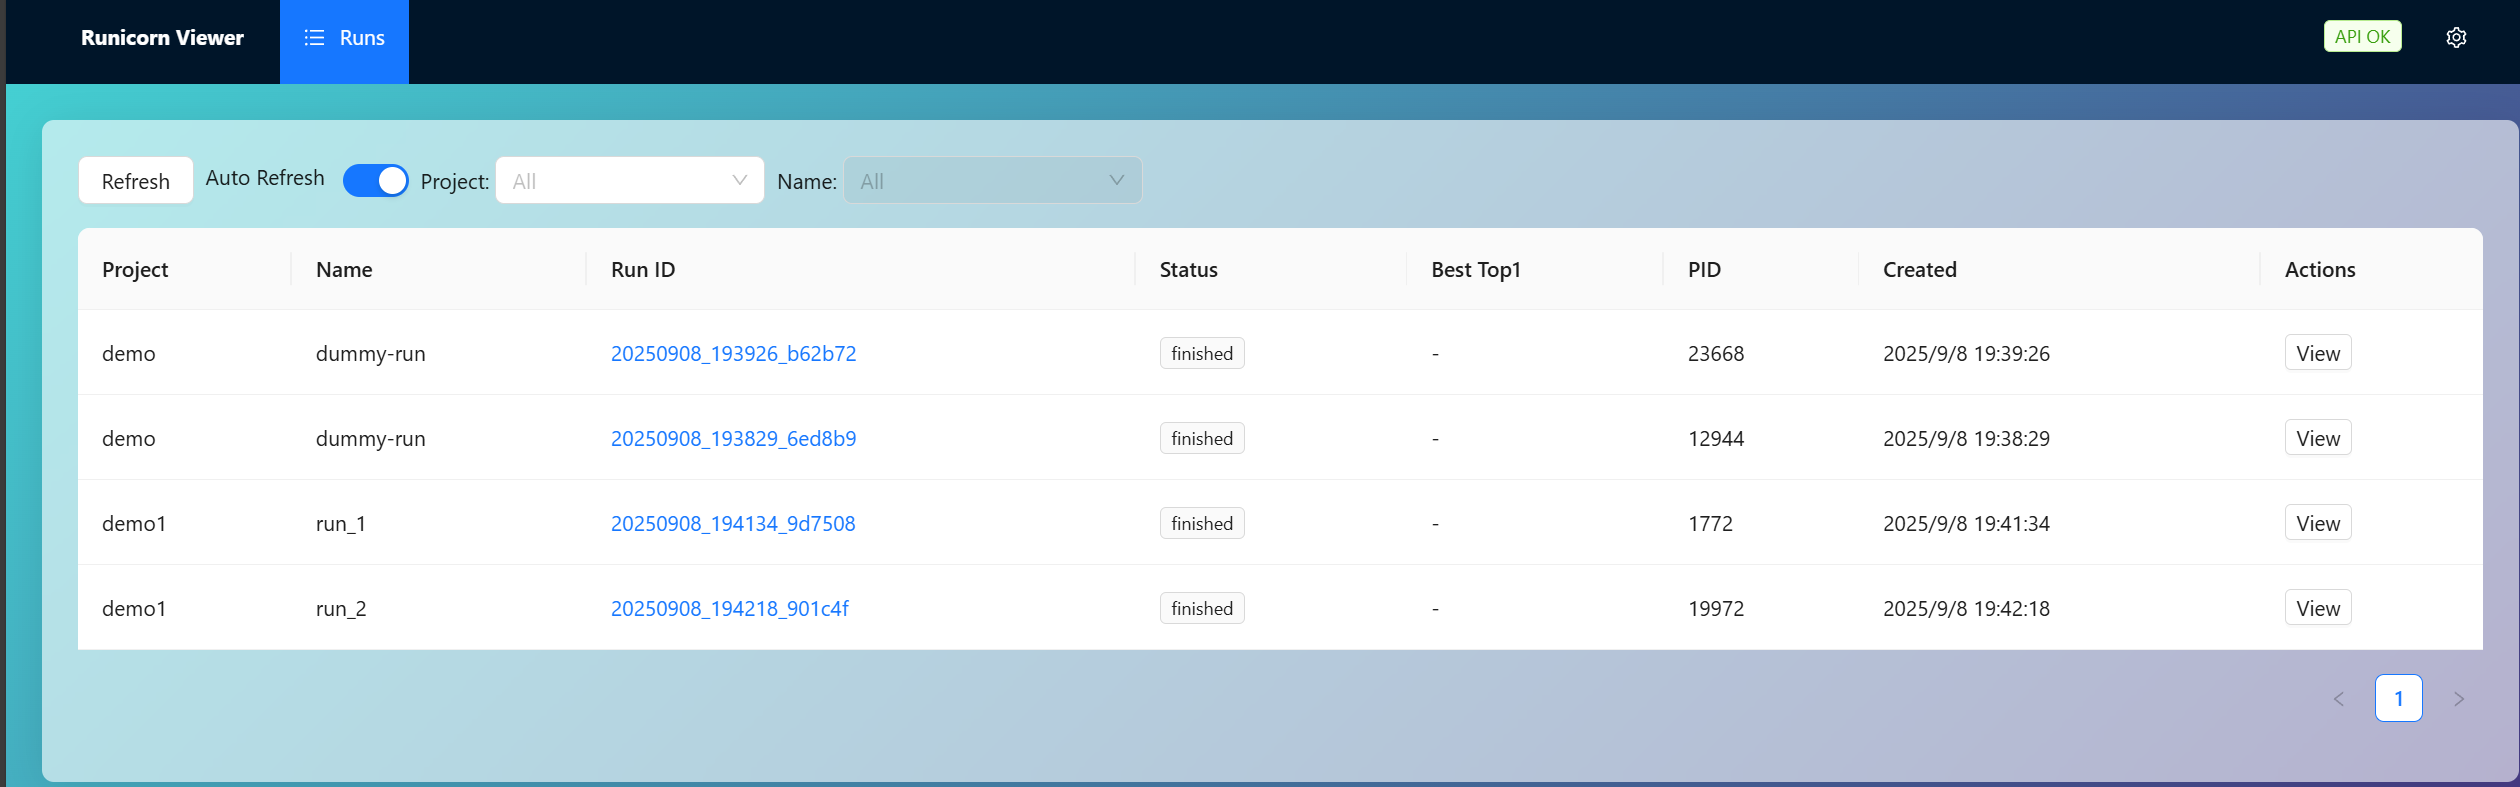 Runicorn Viewer Runs API OK
Refresh Auto Refresh Project: All Name: All
Project Name Run ID Status Best Top1 PID Created Actions
demo dummy-run 20250908_193926_b62b72 finished - 23668 2025/9/8 19:39:26 View
demo dummy-run 20250908_193829_6ed8b9 finished - 12944 2025/9/8 19:38:29 View
demo1 run_1 20250908_194134_9d7508 finished - 1772 2025/9/8 19:41:34 View
demo1 run_2 20250908_194218_901c4f finished - 19972 2025/9/8 19:42:18 View
1